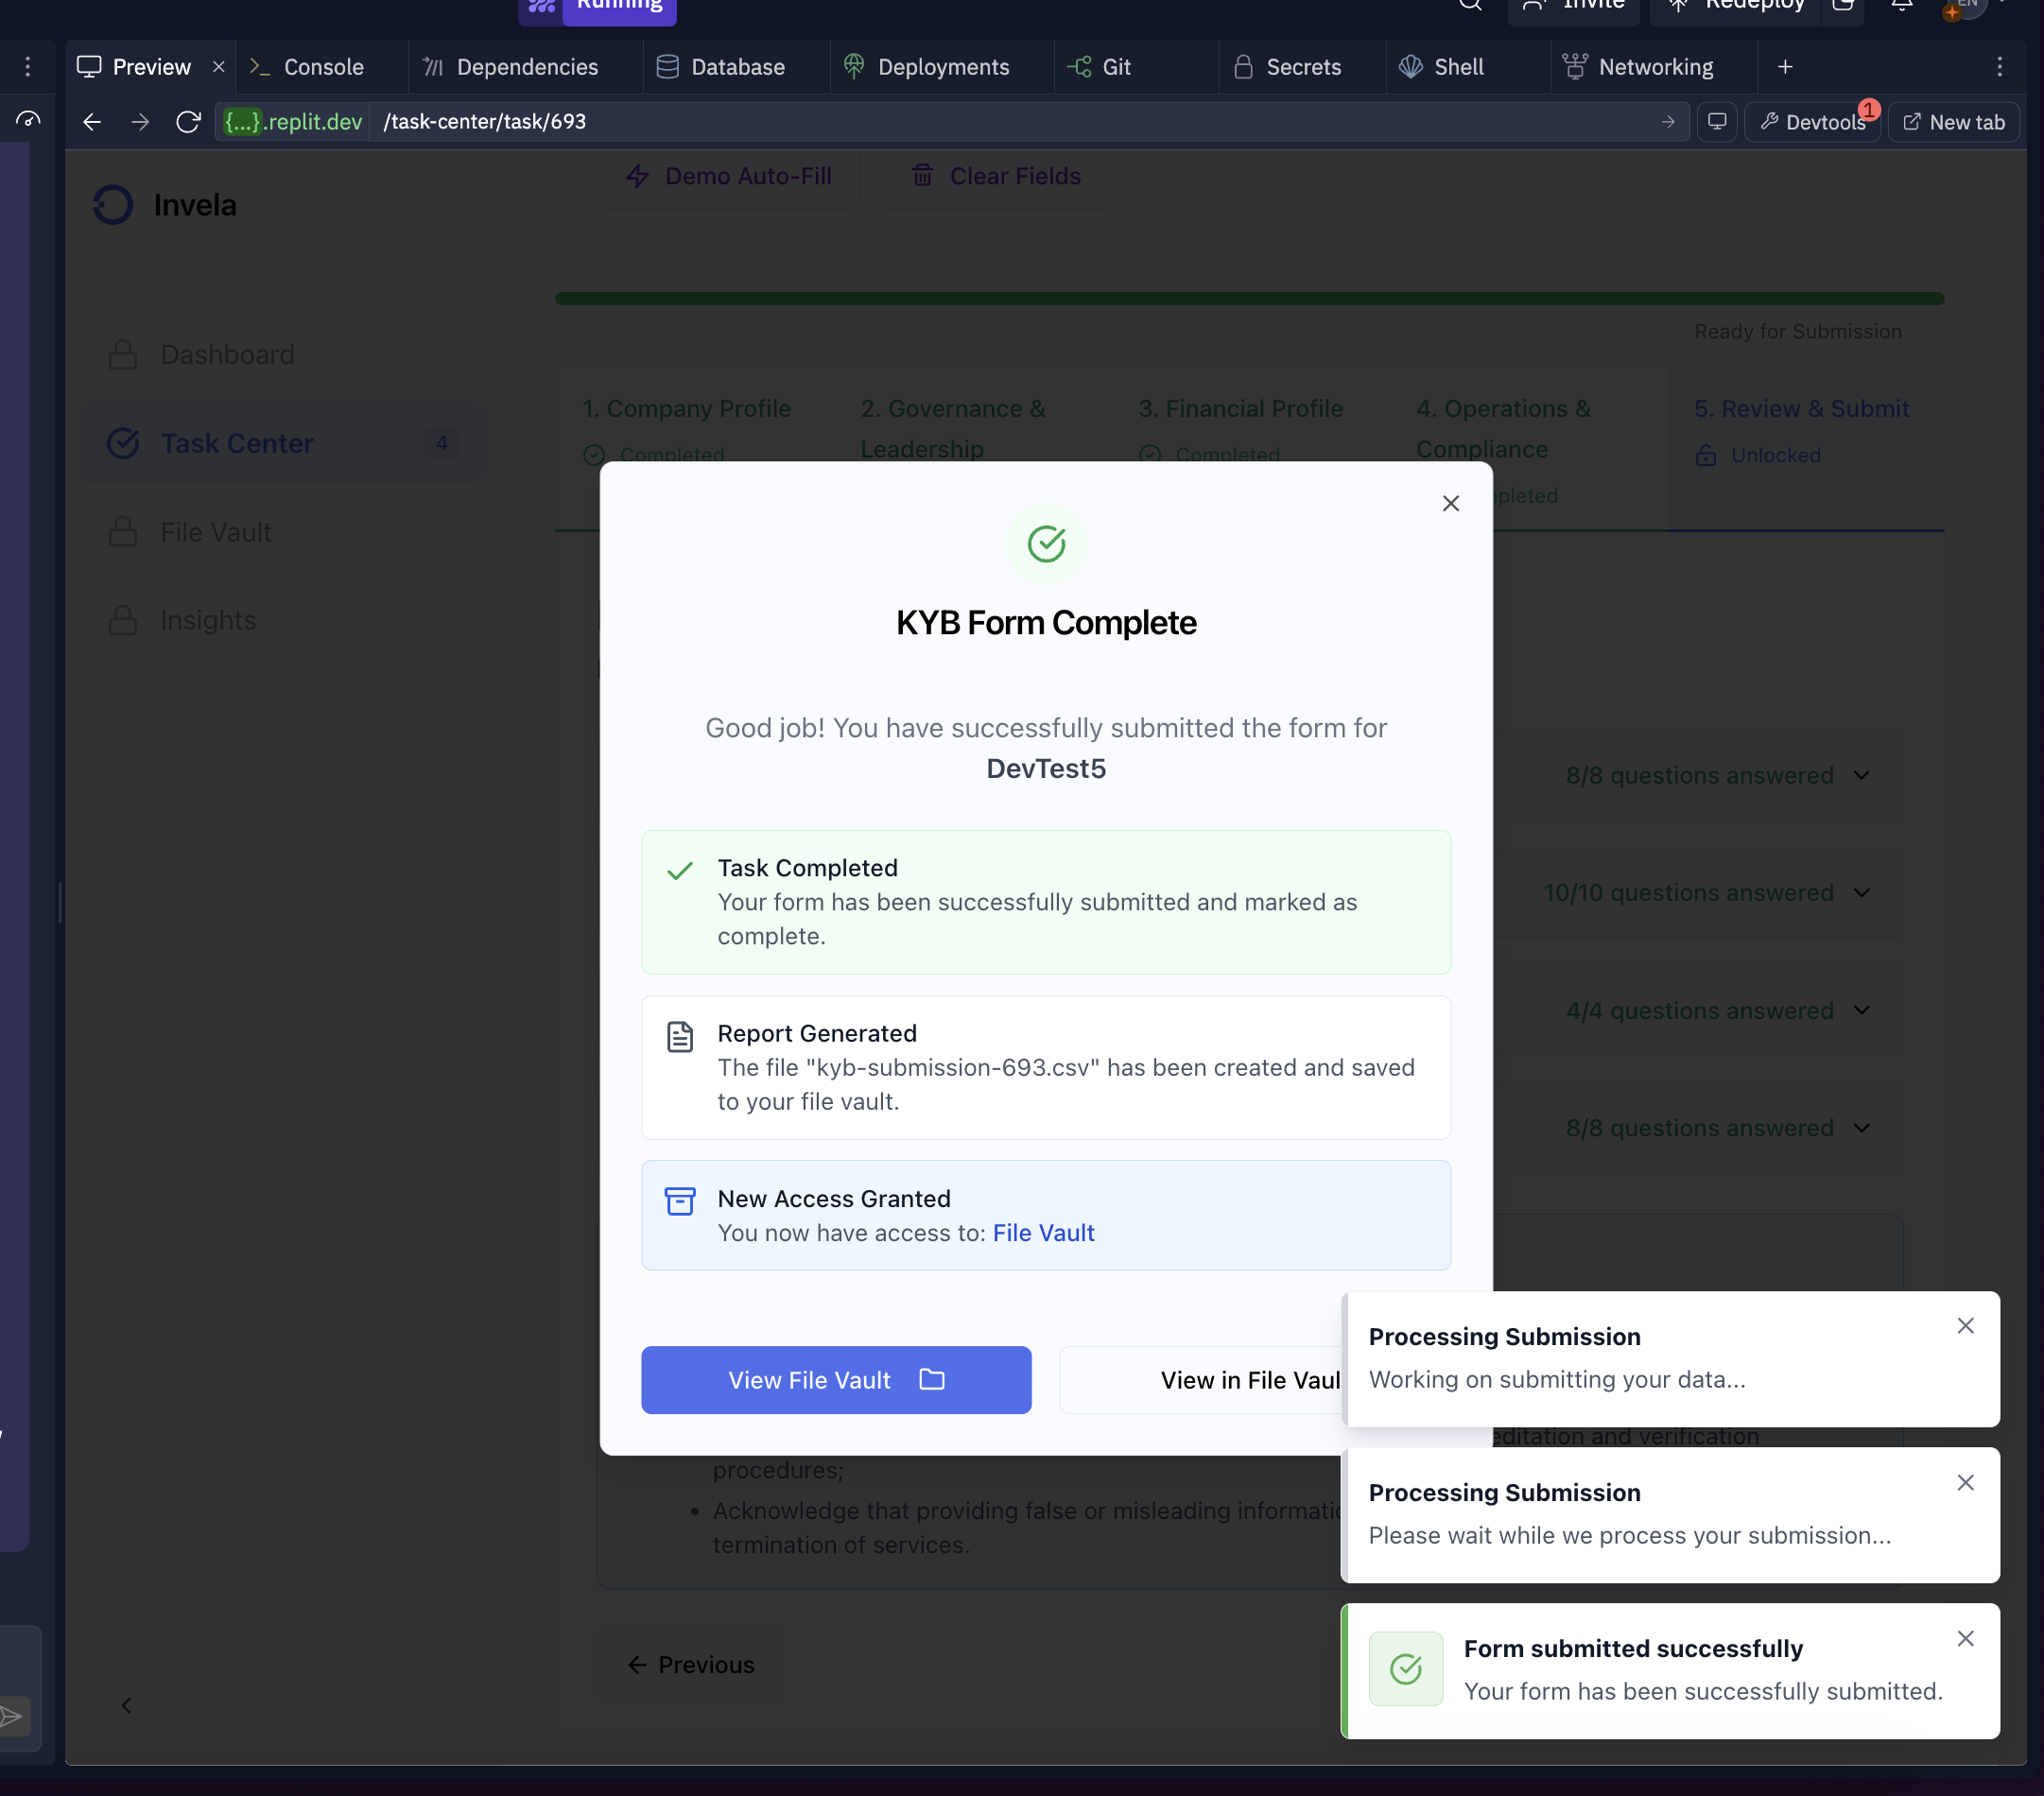 Running
Invite
Redeploy
EN
Preview
Console
Dependencies
Database
Deployments
Git
Secrets
Shell
Networking
{...}.replit.dev
/task-center/task/693
Devtools
1
New tab
Invela
Demo Auto-Fill
Clear Fields
Ready for Submission
Dashboard
Task Center
4
File Vault
Insights
1. Company Profile
Completed
2. Governance &
Leadership
3. Financial Profile
Completed
4. Operations &
Compliance
pleted
5. Review & Submit
Unlocked
KYB Form Complete
Good job! You have successfully submitted the form for
DevTest5
Task Completed
Your form has been successfully submitted and marked as
complete.
Report Generated
The file "kyb-submission-693.csv" has been created and saved
to your file vault.
New Access Granted
You now have access to: File Vault
View File Vault
View in File Vaul
8/8 questions answered
10/10 questions answered
4/4 questions answered
8/8 questions answered
Processing Submission
Working on submitting your data...
editation and verification
procedures;
Processing Submission
Please wait while we process your submission...
• Acknowledge that providing false or misleading informatio
termination of services.
Form submitted successfully
Your form has been successfully submitted.
Previous